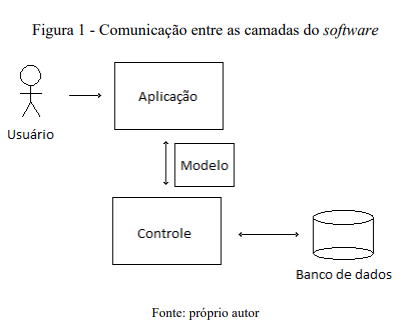 Figura 1 - Comunicação entre as camadas do software
Aplicação
Usuário
Modelo
Controle
Banco de dados
Fonte: próprio autor